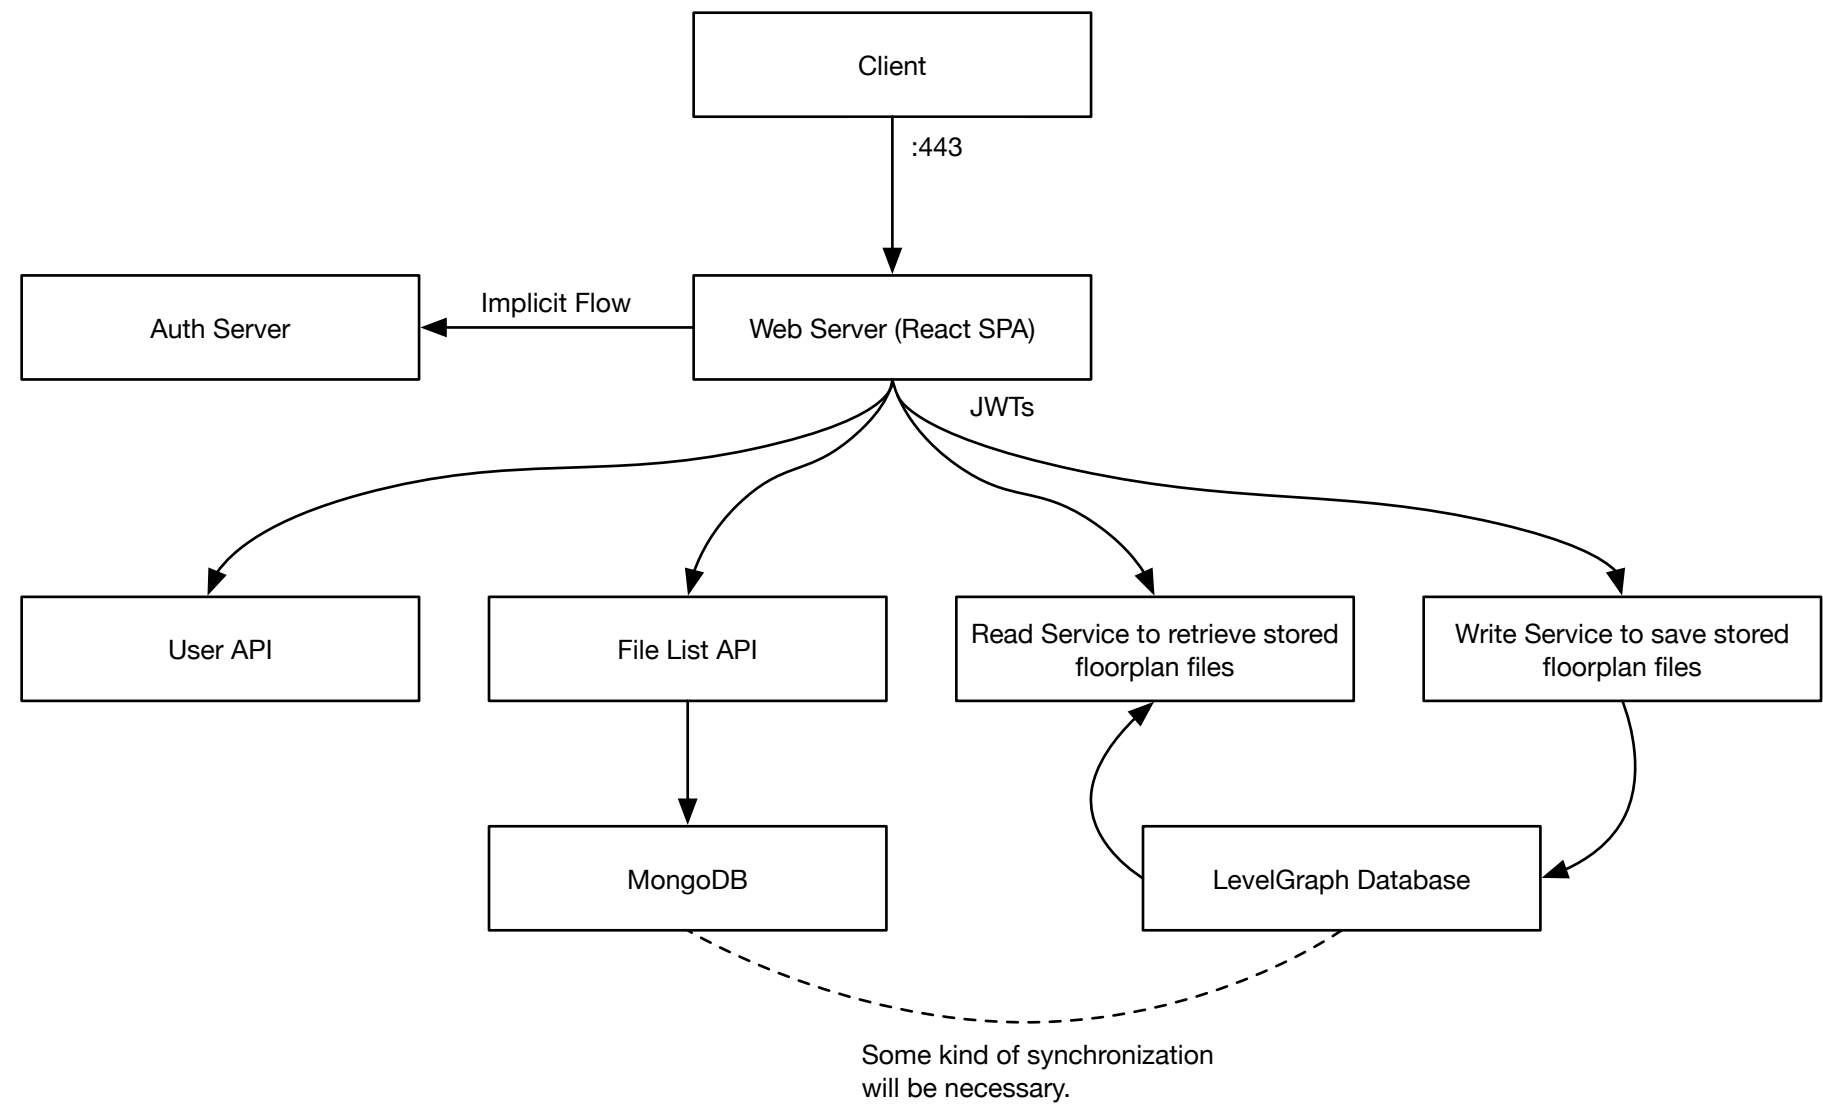 Client
:443
Implicit Flow
Auth Server
Web Server (React SPA)
JWTs
User API
File List API
Read Service to retrieve stored
floorplan files
Write Service to save stored
floorplan files
MongoDB
LevelGraph Database
Some kind of synchronization
will be necessary.